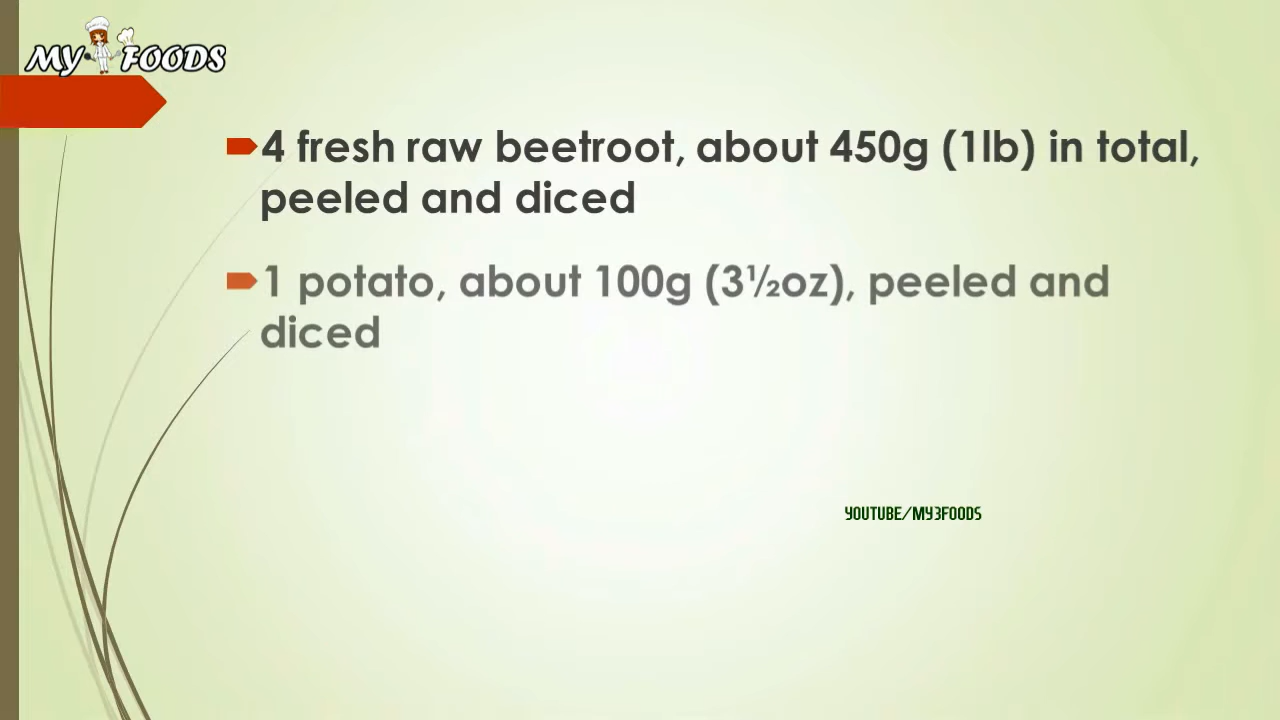 MY FOODS
4 fresh raw beetroot, about 450g (1lb) in total,
peeled and diced
1 potato, about 100g (3½oz), peeled and
diced
YOUTUBE/MY3FOODS